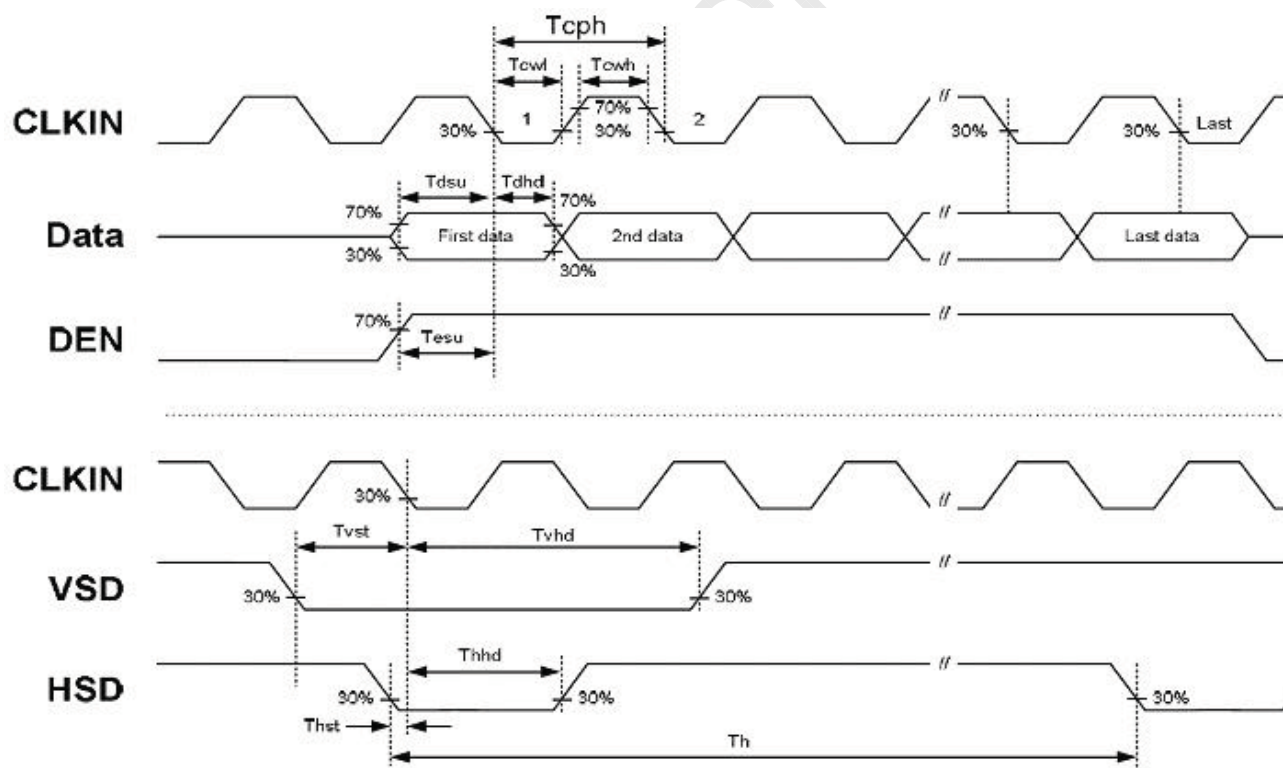 Tcph
Tcwl Tcwh
CLKIN 30% 1 70% 30% 2 30% 30% Last
Tdsu Tdhd
70% 70%
Data First data 2nd data Last data
30% 30%
70%
DEN Tesu
CLKIN 30%
Tvst Tvhd
VSD 30% 30%
Thhd
HSD 30% 30% 30%
Thst
Th